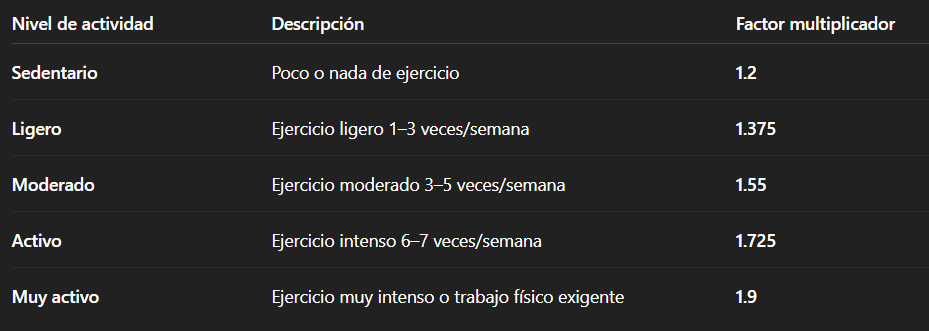 Nivel de actividad Descripción Factor multiplicador
Sedentario Poco o nada de ejercicio 1.2
Ligero Ejercicio ligero 1–3 veces/semana 1.375
Moderado Ejercicio moderado 3–5 veces/semana 1.55
Activo Ejercicio intenso 6–7 veces/semana 1.725
Muy activo Ejercicio muy intenso o trabajo físico exigente 1.9